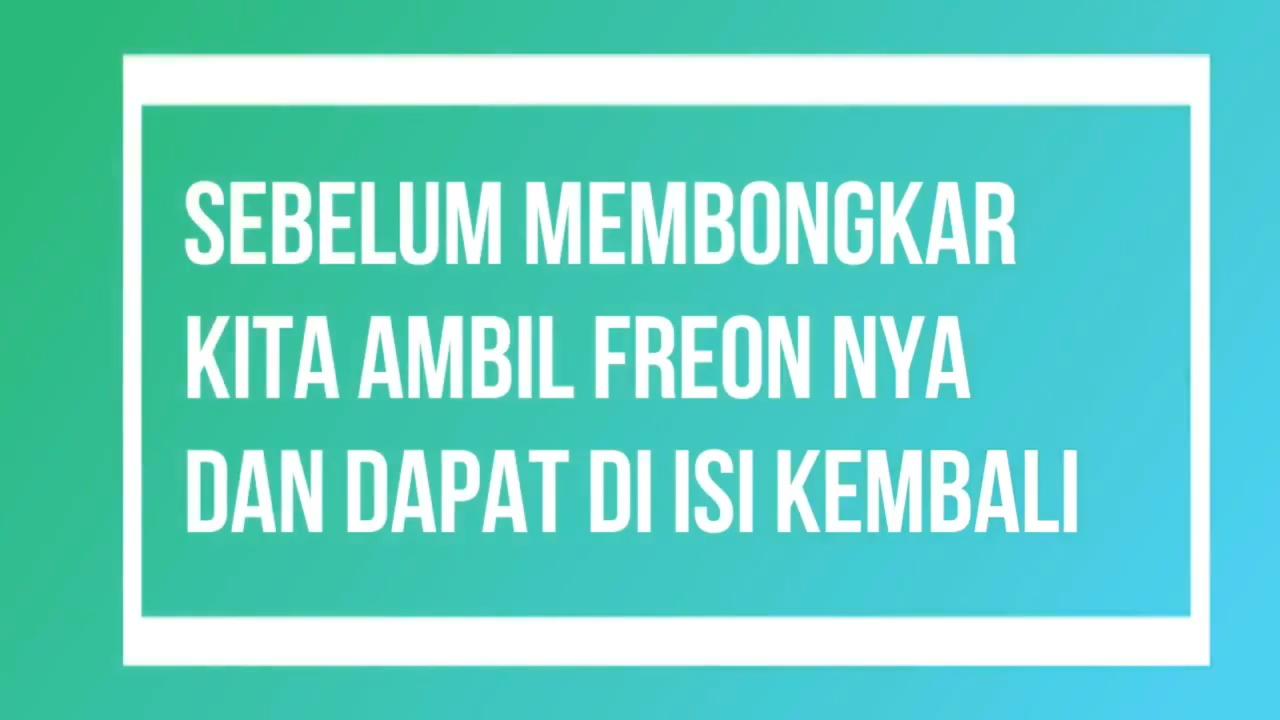 SEBELUM MEMBONGKAR
KITA AMBIL FREON NYA
DAN DAPAT DI ISI KEMBALI